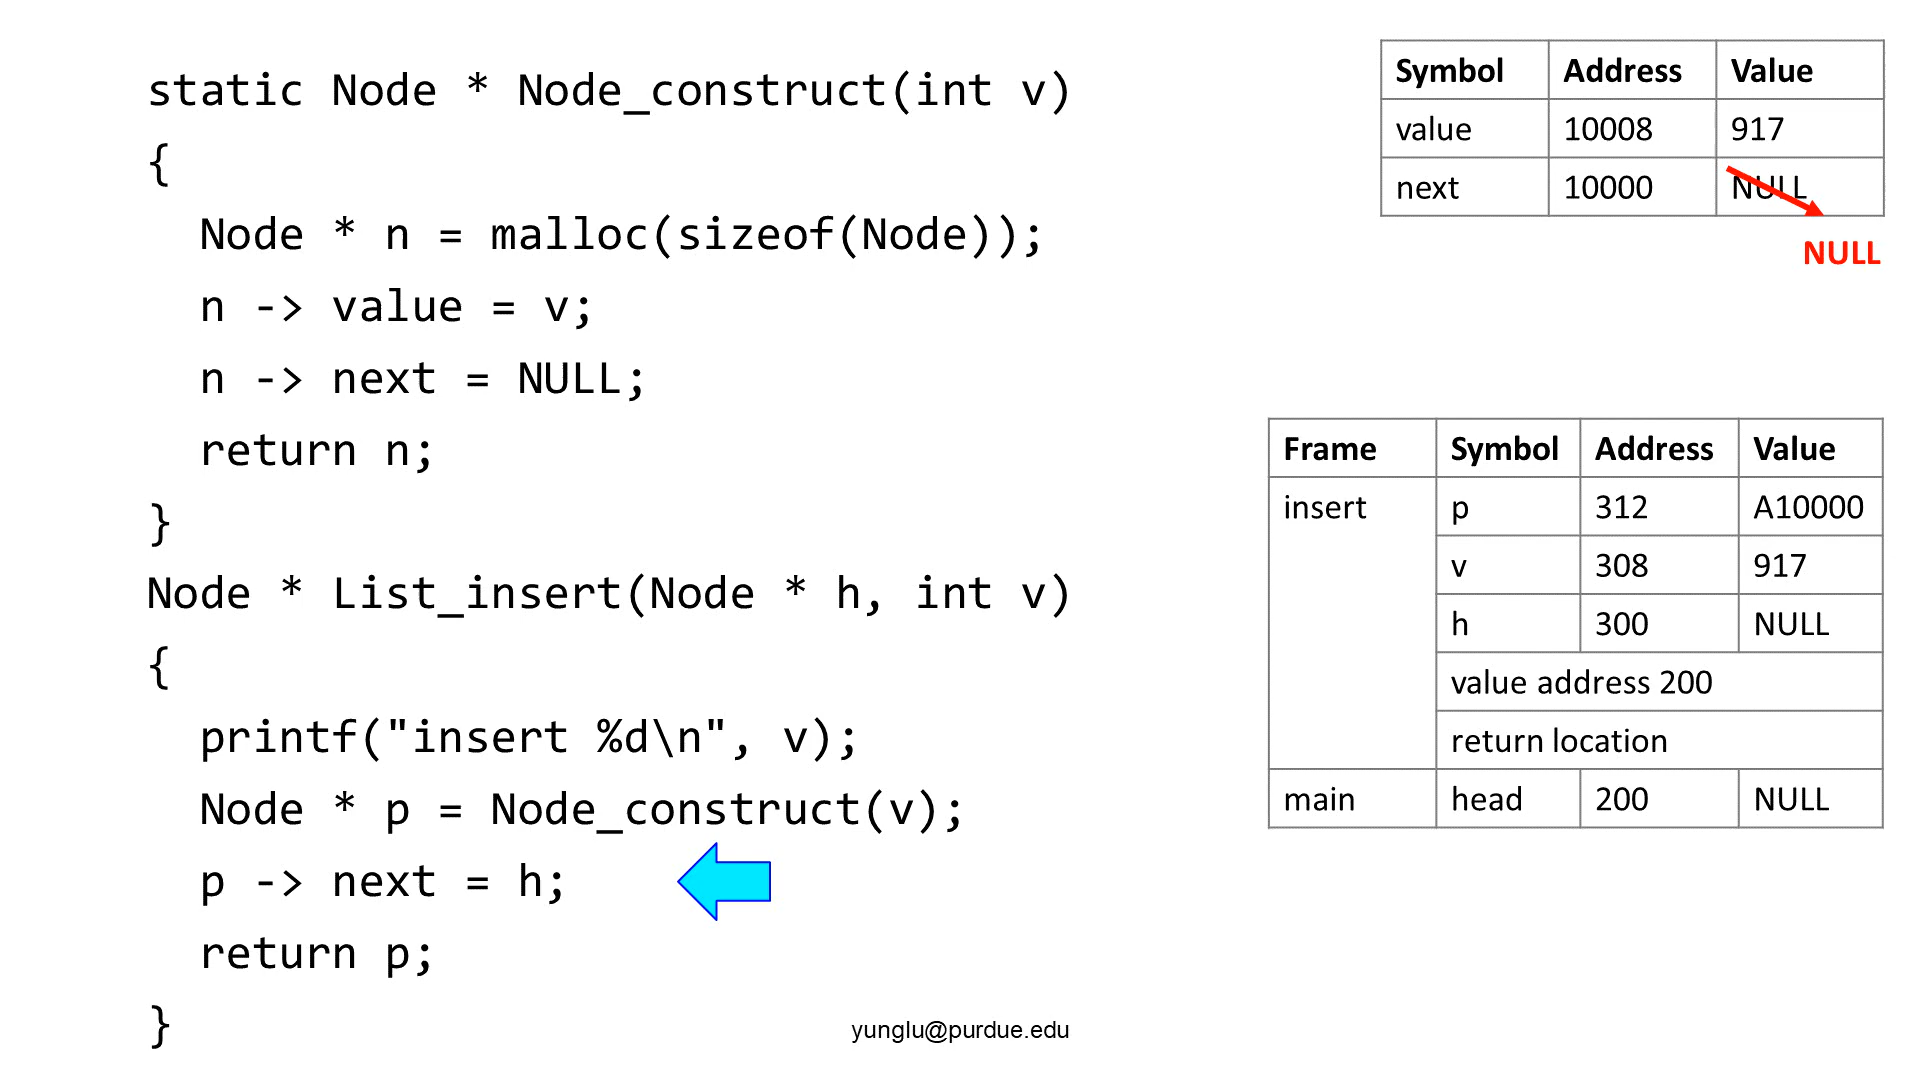 static Node * Node_construct(int v)
{
  Node * n = malloc(sizeof(Node));
  n -> value = v;
  n -> next = NULL;
  return n;
}
Node * List_insert(Node * h, int v)
{
  printf("insert %d\n", v);
  Node * p = Node_construct(v);
  p -> next = h;
  return p;
}
Symbol Address Value
value 10008 917
next 10000 NULL
NULL
Frame Symbol Address Value
insert p 312 A10000
v 308 917
h 300 NULL
value address 200
return location
main head 200 NULL
yunglu@purdue.edu